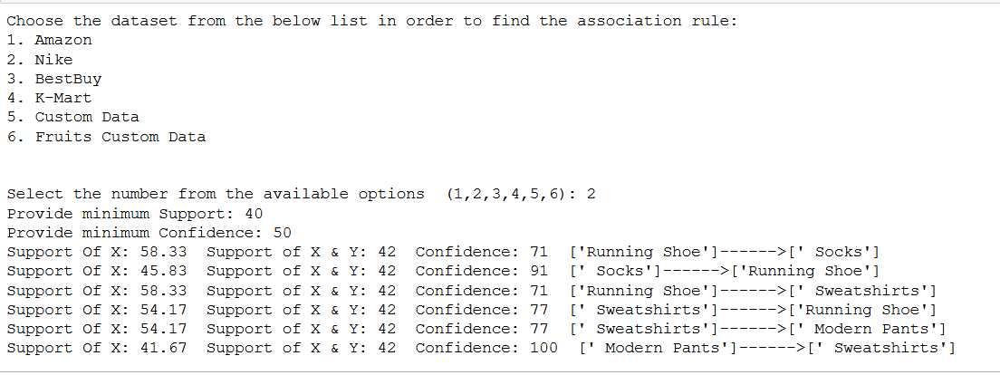 Choose the dataset from the below list in order to find the association rule:
1. Amazon
2. Nike
3. BestBuy
4. K-Mart
5. Custom Data
6. Fruits Custom Data
Select the number from the available options  (1,2,3,4,5,6): 2
Provide minimum Support: 40
Provide minimum Confidence: 50
Support Of X: 58.33  Support of X & Y: 42  Confidence: 71  ['Running Shoe']------>[' Socks']
Support Of X: 45.83  Support of X & Y: 42  Confidence: 91  [' Socks']------>['Running Shoe']
Support Of X: 58.33  Support of X & Y: 42  Confidence: 71  ['Running Shoe']------>[' Sweatshirts']
Support Of X: 54.17  Support of X & Y: 42  Confidence: 77  [' Sweatshirts']------>['Running Shoe']
Support Of X: 54.17  Support of X & Y: 42  Confidence: 77  [' Sweatshirts']------>[' Modern Pants']
Support Of X: 41.67  Support of X & Y: 42  Confidence: 100  [' Modern Pants']------>[' Sweatshirts']